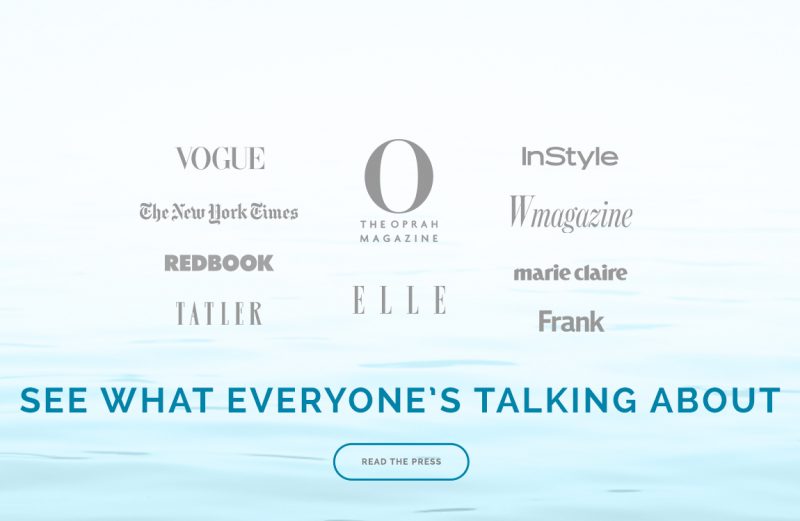 VOGUE
The New York Times
REDBOOK
TATLER
O
THE OPRAH
MAGAZINE
ELLE
InStyle
Wmagazine
marie claire
Frank
SEE WHAT EVERYONE’S TALKING ABOUT
READ THE PRESS